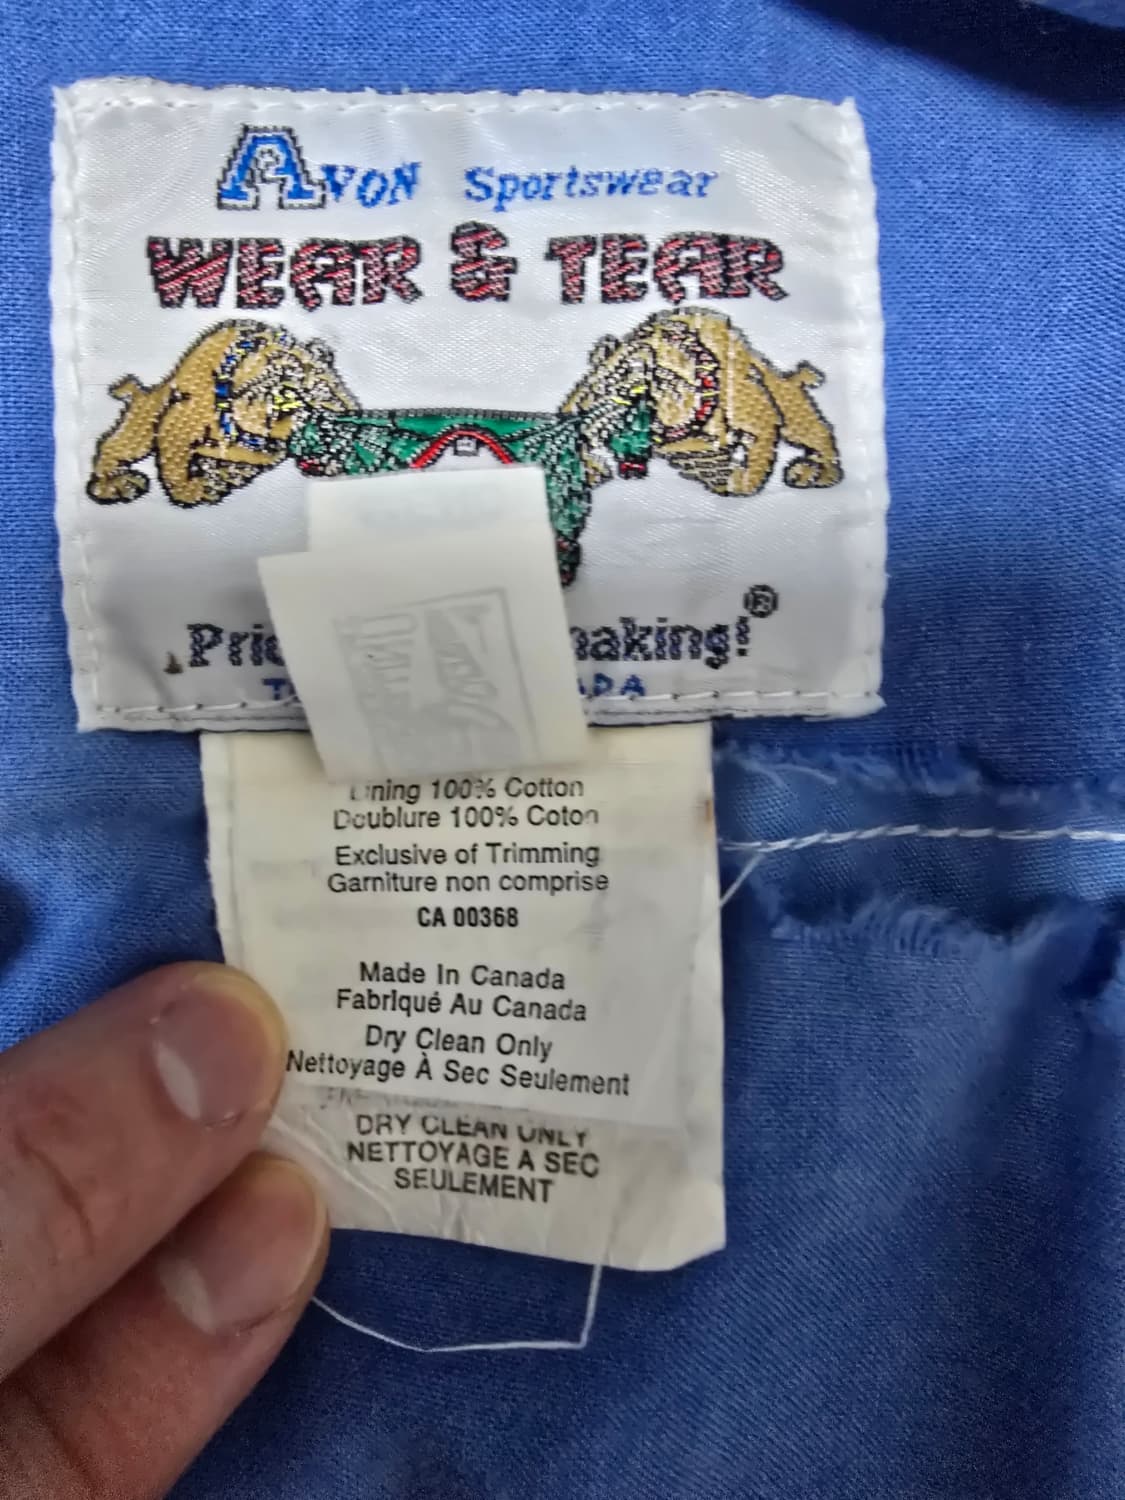 AVON Sportswear
WEAR & TEAR
®
Lining 100% Cotton
Doublure 100% Coton
Exclusive of Trimming
Garniture non comprise
CA 00368
Made In Canada
Fabriqué Au Canada
Dry Clean Only
Nettoyage À Sec Seulement
DRY CLEAN ONLY
NETTOYAGE A SEC
SEULEMENT